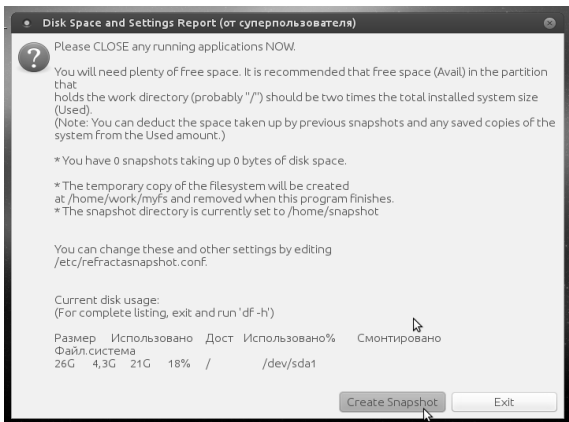 Disk Space and Settings Report (от суперпользователя)
Please CLOSE any running applications NOW.
You will need plenty of free space. It is recommended that free space (Avail) in the partition
that
holds the work directory (probably "/") should be two times the total installed system size
(Used).
(Note: You can deduct the space taken up by previous snapshots and any saved copies of the
system from the Used amount.)
* You have 0 snapshots taking up 0 bytes of disk space.
* The temporary copy of the filesystem will be created
at /home/work/myfs and removed when this program finishes.
* The snapshot directory is currently set to /home/snapshot
You can change these and other settings by editing
/etc/refractasnapshot.conf.
Current disk usage:
(For complete listing, exit and run 'df -h')
Размер Использовано Дост Использовано% Cмонтировано
Файл.система
26G 4,3G 21G 18% / /dev/sda1
Create Snapshot Exit